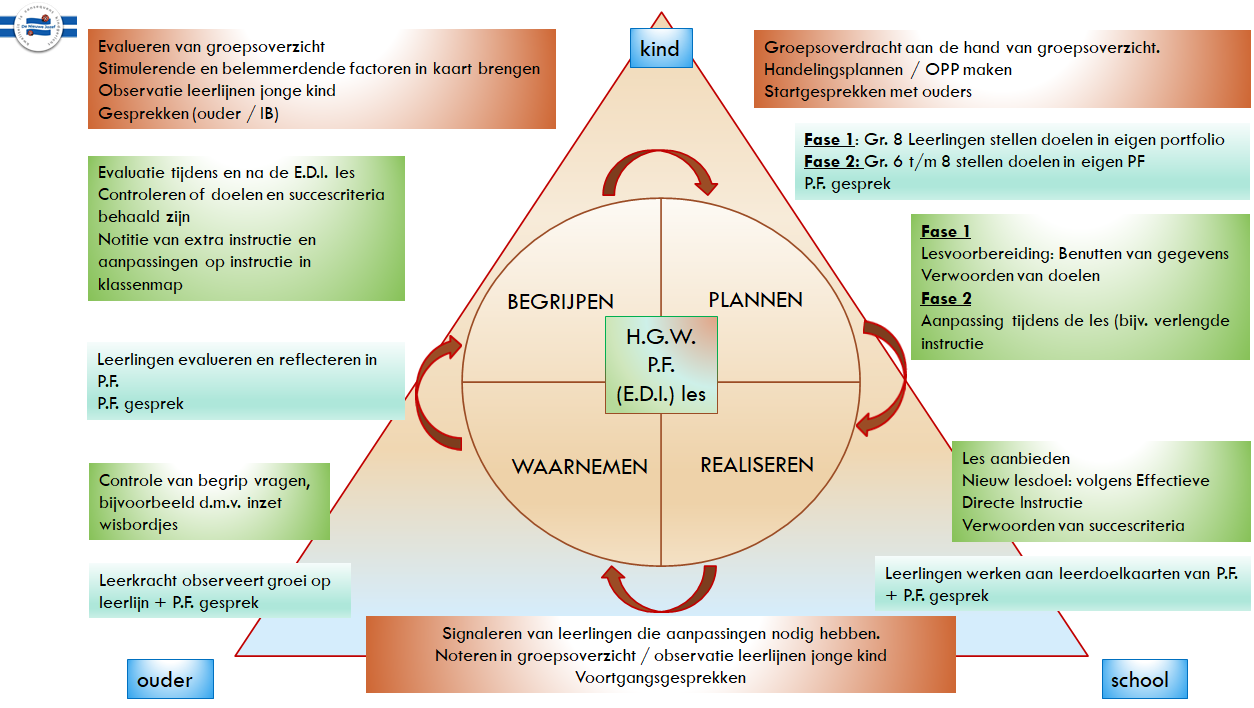 De Nieuwe Jozef
kind
Evalueren van groepsoverzicht
Stimulerende en belemmerdende factoren in kaart brengen
Observatie leerlijnen jonge kind
Gesprekken (ouder / IB)
Groepsoverdracht aan de hand van groepsoverzicht.
Handelingsplannen / OPP maken
Startgesprekken met ouders
Fase 1: Gr. 8 Leerlingen stellen doelen in eigen portfolio
Fase 2: Gr. 6 t/m 8 stellen doelen in eigen PF
P.F. gesprek
Evaluatie tijdens en na de E.D.I. les
Controleren of doelen en succescriteria
behaald zijn
Notitie van extra instructie en
aanpassingen op instructie in
klassenmap
Fase 1
Lesvoorbereiding: Benutten van gegevens
Verwoorden van doelen
Fase 2
Aanpassing tijdens de les (bijv. verlengde
instructie
BEGRIJPEN
PLANNEN
H.G.W.
P.F.
(E.D.I.) les
WAARNEMEN
REALISEREN
Leerlingen evalueren en reflecteren in
P.F.
P.F. gesprek
Controle van begrip vragen,
bijvoorbeeld d.m.v. inzet
wisbordjes
Les aanbieden
Nieuw lesdoel: volgens Effectieve
Directe Instructie
Verwoorden van succescriteria
Leerkracht observeert groei op
leerlijn + P.F. gesprek
Leerlingen werken aan leerdoelkaarten van P.F.
+ P.F. gesprek
Signaleren van leerlingen die aanpassingen nodig hebben.
Noteren in groepsoverzicht / observatie leerlijnen jonge kind
Voortgangsgesprekken
ouder
school